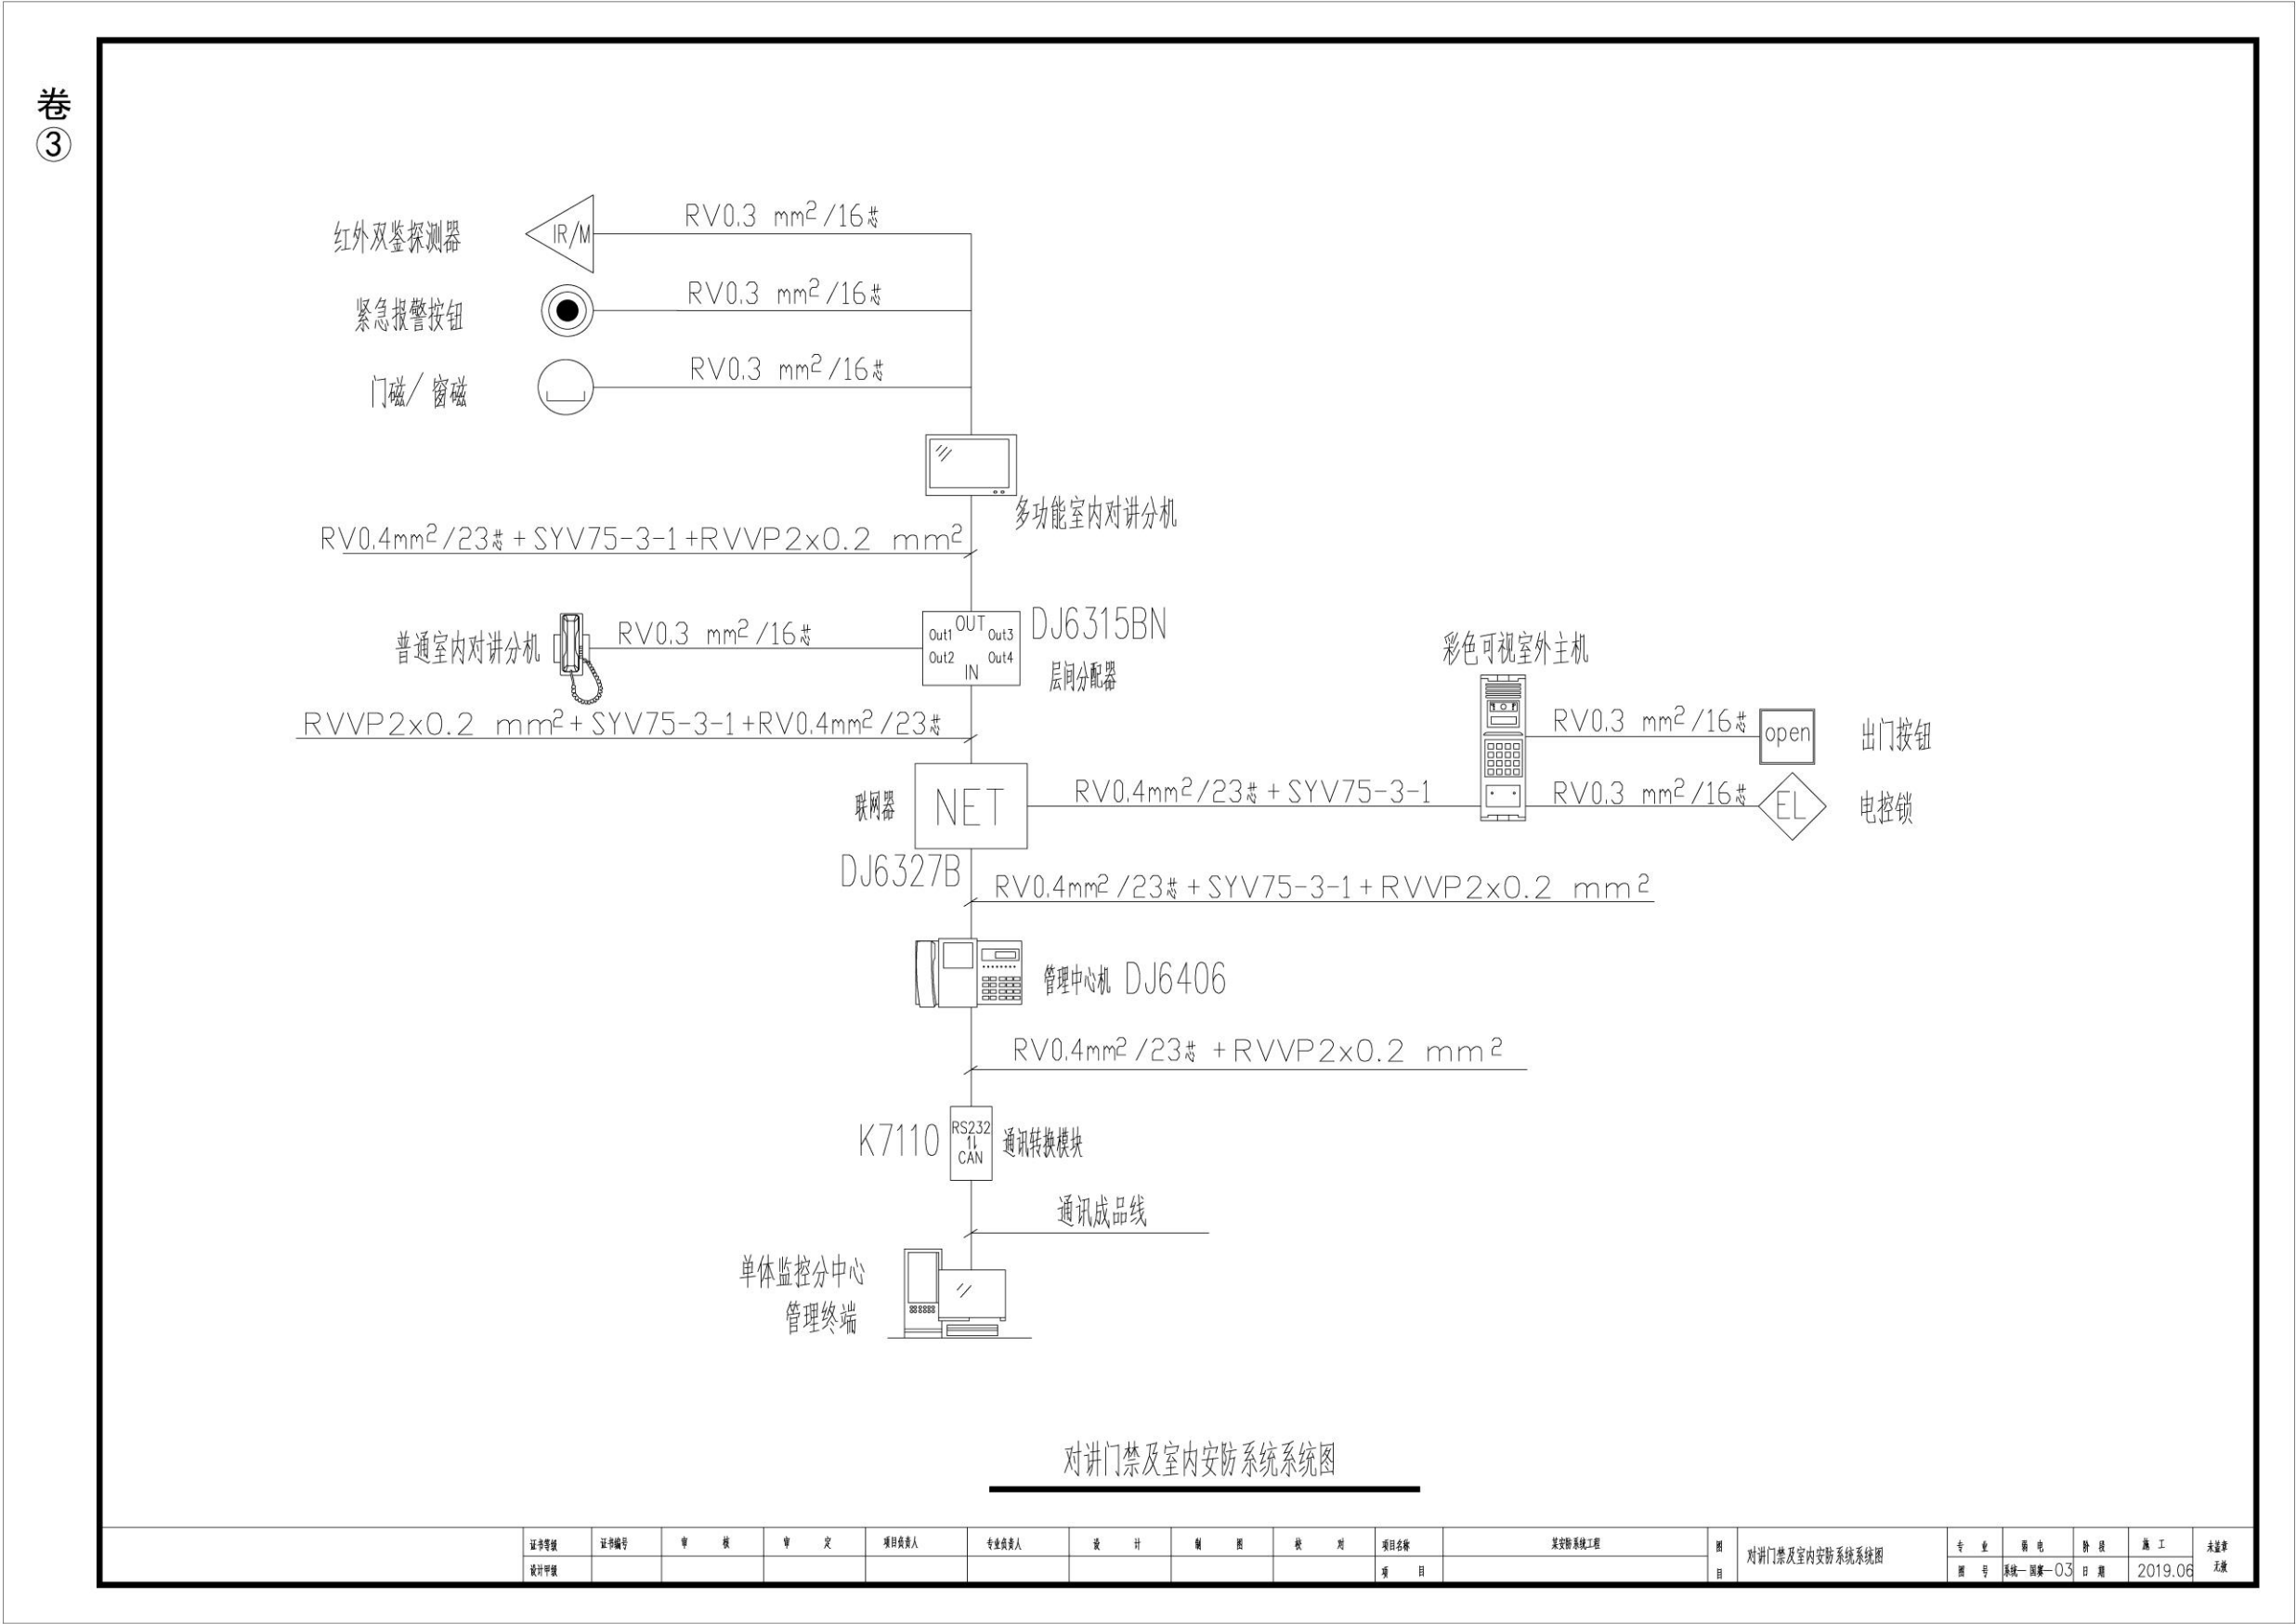 卷
③
RV0.3 mm²/16芯
红外双鉴探测器
IR/M
RV0.3 mm²/16芯
紧急报警按钮
RV0.3 mm²/16芯
门磁/窗磁
多功能室内对讲分机
RV0.4mm²/23芯+SYV75-3-1+RVVP2x0.2 mm²
普通室内对讲分机
RV0.3 mm²/16芯
OUT
Out1 Out3
Out2 Out4
IN
DJ6315BN
层间分配器
彩色可视室外主机
RVVP2x0.2 mm²+SYV75-3-1+RV0.4mm²/23芯
RV0.3 mm²/16芯
open
出门按钮
联网器
NET
RV0.4mm²/23芯+SYV75-3-1
RV0.3 mm²/16芯
EL
电控锁
DJ6327B
RV0.4mm²/23芯+SYV75-3-1+RVVP2x0.2 mm²
管理中心机 DJ6406
RV0.4mm²/23芯 +RVVP2x0.2 mm²
K7110
RS232
CAN
通讯转换模块
通讯成品线
单体监控分中心
管理终端
对讲门禁及室内安防系统系统图
证书等级 证书编号 审 核 审 定 项目负责人 专业负责人 设 计 制 图 校 对 项目名称 某安防系统工程 图 对讲门禁及室内安防系统系统图 专 业 弱 电 阶 段 施 工 未盖章
设计甲级 项 目 目 图 号 系统-国赛-03 日 期 2019.06 无效